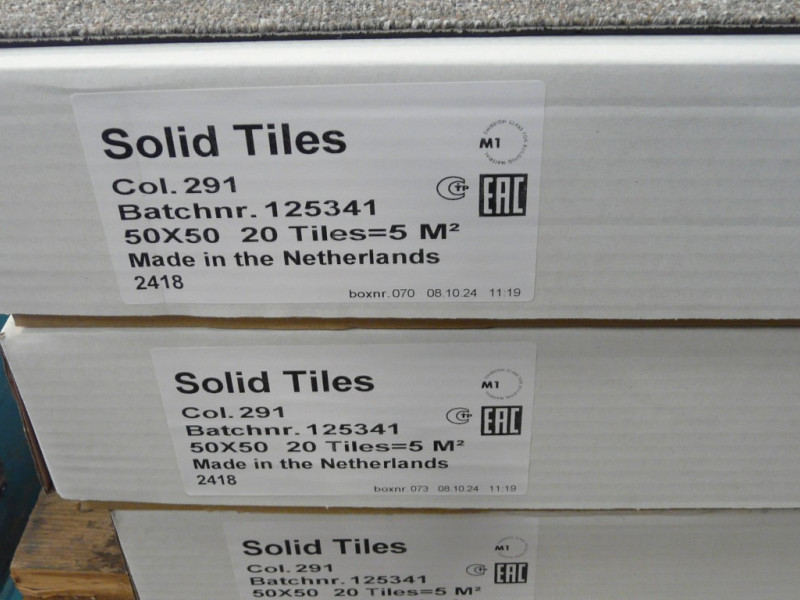 Solid Tiles
M1
Col. 291
CTP EAC
Batchnr. 125341
50X50 20 Tiles=5 M²
Made in the Netherlands
2418
boxnr. 070 08.10.24 11:19
Solid Tiles
M1
Col. 291
CTP EAC
Batchnr. 125341
50X50 20 Tiles=5 M²
Made in the Netherlands
2418
boxnr. 073 08.10.24 11:19
Solid Tiles
M1
Col. 291
CTP EAC
Batchnr. 125341
50X50 20 Tiles=5 M²